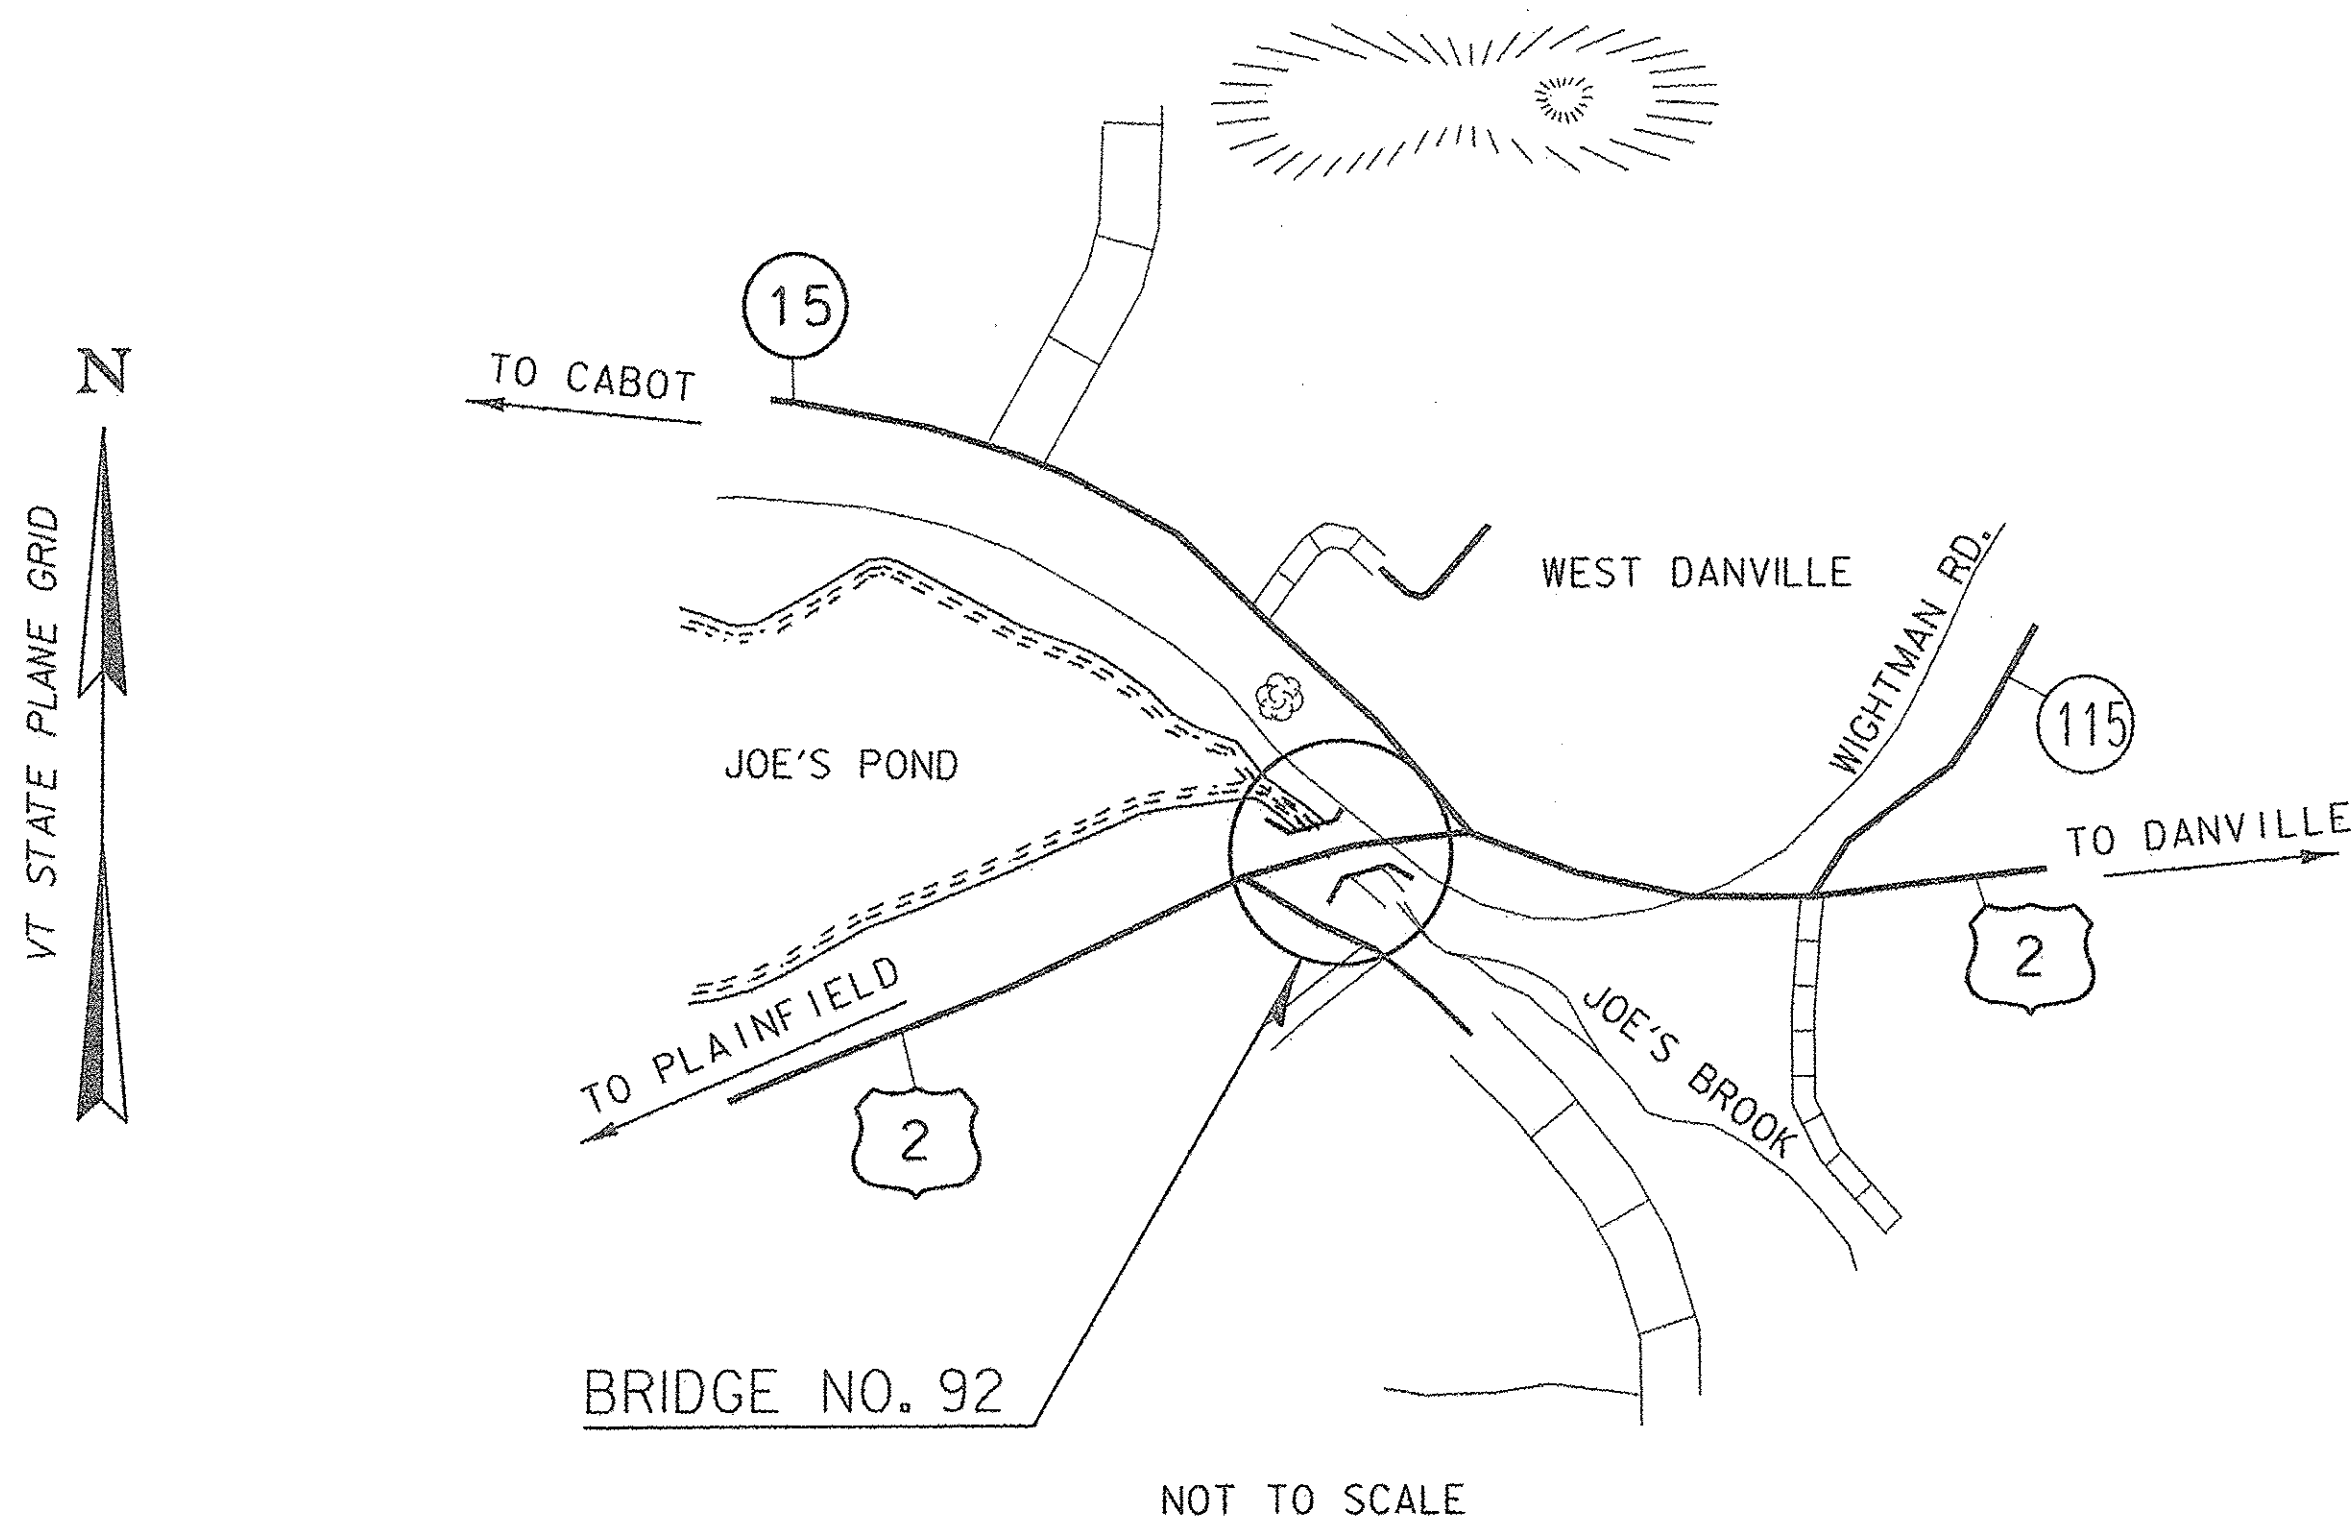 15
TO CABOT
N
VT STATE PLANE GRID
WEST DANVILLE
WIGHTMAN RD.
115
JOE'S POND
TO DANVILLE
2
TO PLAINFIELD
JOE'S BROOK
2
BRIDGE NO. 92
NOT TO SCALE